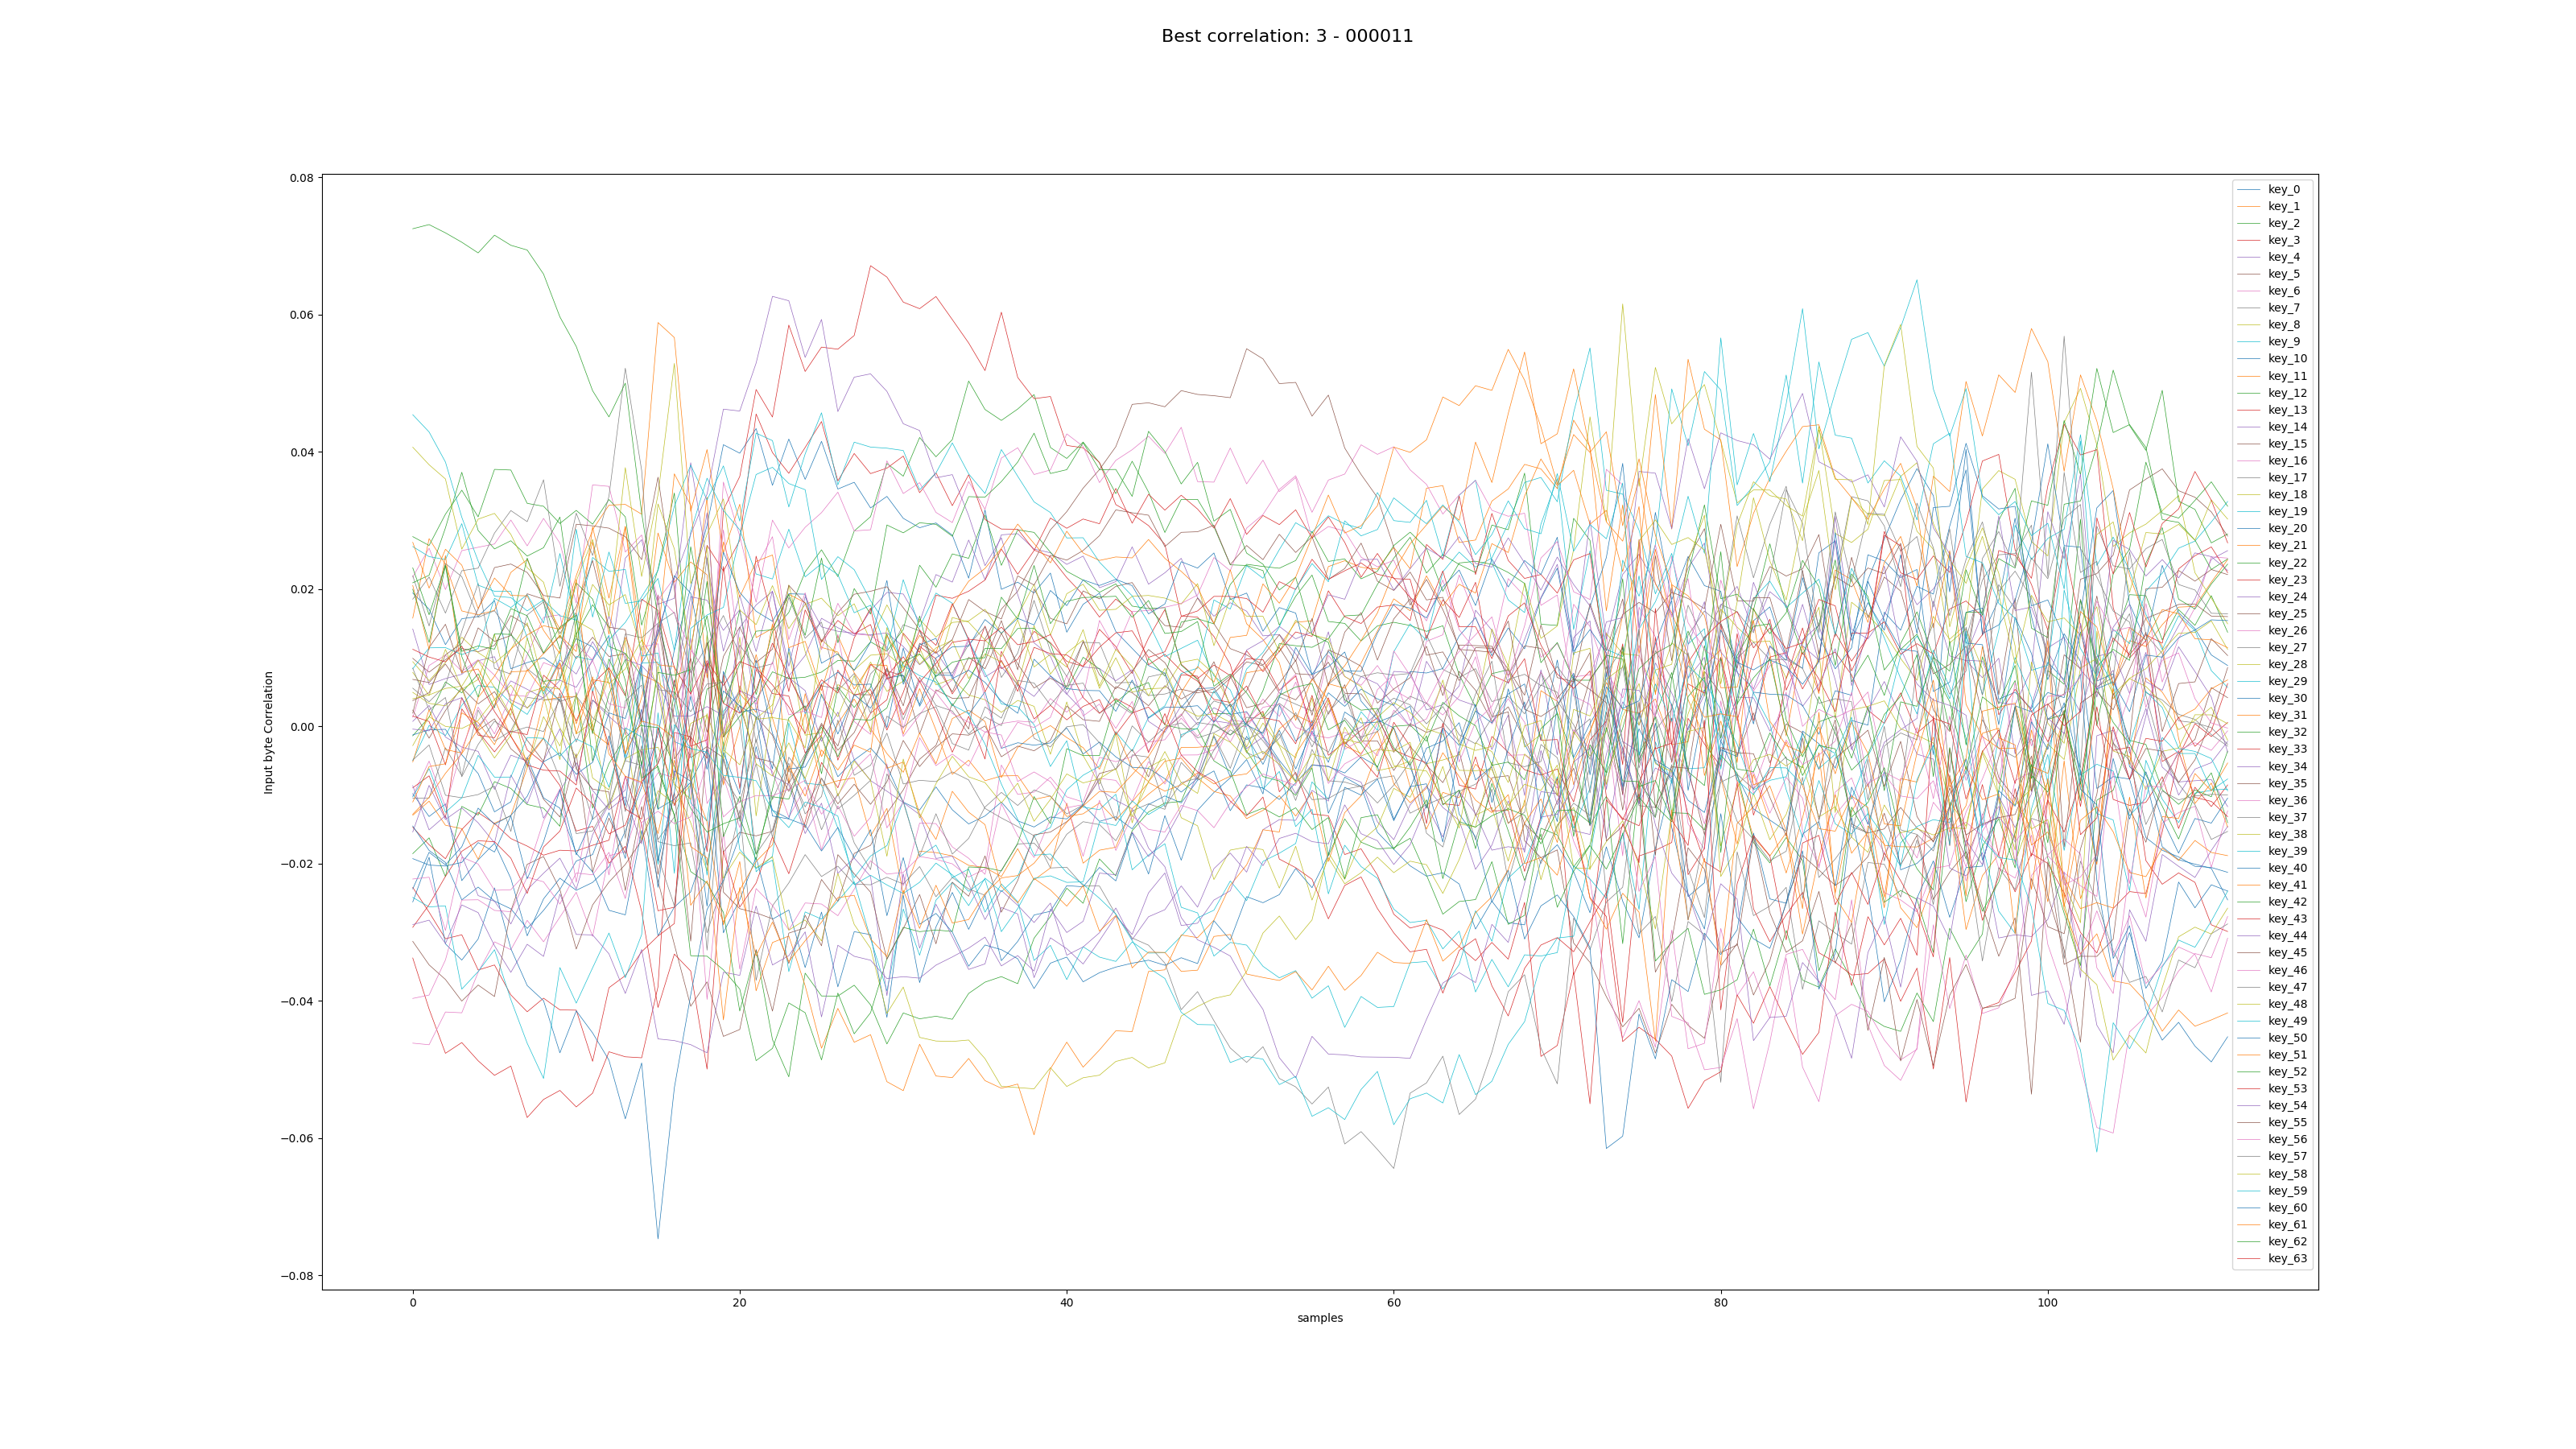 Best correlation: 3 - 000011
0.08
0.06
0.04
0.02
0.00
−0.02
−0.04
−0.06
−0.08
Input byte Correlation
0
20
40
60
80
100
samples
key_0
key_1
key_2
key_3
key_4
key_5
key_6
key_7
key_8
key_9
key_10
key_11
key_12
key_13
key_14
key_15
key_16
key_17
key_18
key_19
key_20
key_21
key_22
key_23
key_24
key_25
key_26
key_27
key_28
key_29
key_30
key_31
key_32
key_33
key_34
key_35
key_36
key_37
key_38
key_39
key_40
key_41
key_42
key_43
key_44
key_45
key_46
key_47
key_48
key_49
key_50
key_51
key_52
key_53
key_54
key_55
key_56
key_57
key_58
key_59
key_60
key_61
key_62
key_63